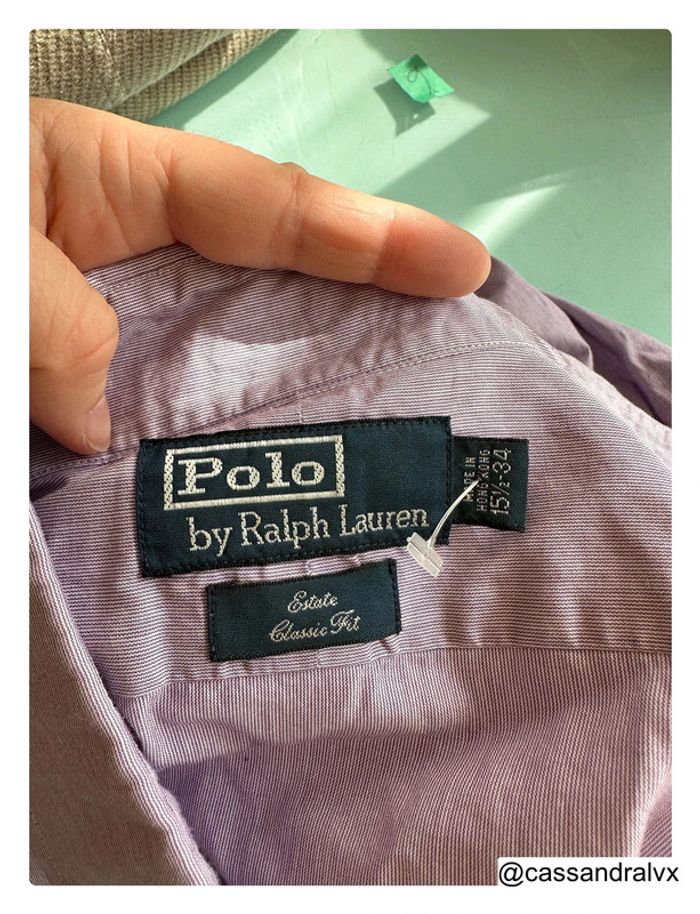 Polo
by Ralph Lauren
MADE IN
HONG KONG
15½-34
Estate
Classic Fit
@cassandralvx